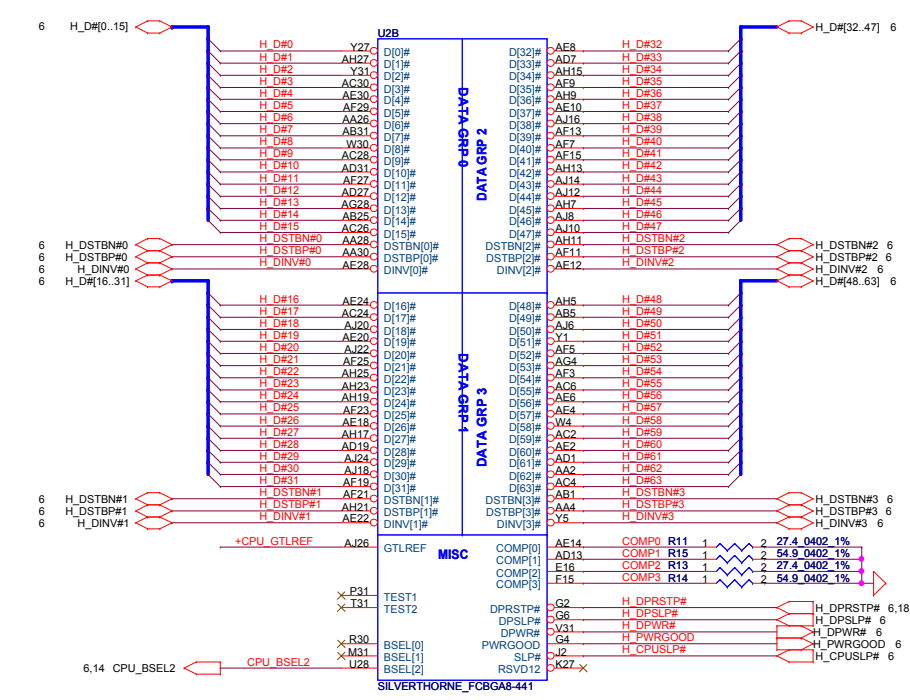 6 H_D#[0..15] H_D#[32..47] 6
U2B
H_D#0 Y27 D[0]# D[32]# AE8 H_D#32
H_D#1 AH27 D[1]# D[33]# AD7 H_D#33
H_D#2 Y31 D[2]# D[34]# AH15 H_D#34
H_D#3 AC30 D[3]# D[35]# AF9 H_D#35
H_D#4 AE30 D[4]# D[36]# AH9 H_D#36
H_D#5 AF29 D[5]# D[37]# AE10 H_D#37
H_D#6 AA26 D[6]# D[38]# AJ16 H_D#38
H_D#7 AB31 D[7]# D[39]# AF13 H_D#39
H_D#8 W30 D[8]# D[40]# AF7 H_D#40
H_D#9 AC28 D[9]# D[41]# AF15 H_D#41
H_D#10 AD31 D[10]# D[42]# AH13 H_D#42
H_D#11 AF27 D[11]# D[43]# AJ14 H_D#43
H_D#12 AD27 D[12]# D[44]# AJ12 H_D#44
H_D#13 AG28 D[13]# D[45]# AH7 H_D#45
H_D#14 AB25 D[14]# D[46]# AJ8 H_D#46
H_D#15 AC26 D[15]# D[47]# AJ10 H_D#47
DATA GRP 0
DATA GRP 2
6 H_DSTBN#0 H_DSTBN#0 AA28 DSTBN[0]# DSTBN[2]# AH11 H_DSTBN#2 H_DSTBN#2 6
6 H_DSTBP#0 H_DSTBP#0 AA30 DSTBP[0]# DSTBP[2]# AF11 H_DSTBP#2 H_DSTBP#2 6
6 H_DINV#0 H_DINV#0 AE28 DINV[0]# DINV[2]# AE12 H_DINV#2 H_DINV#2 6
6 H_D#[16..31] H_D#[48..63] 6
H_D#16 AE24 D[16]# D[48]# AH5 H_D#48
H_D#17 AC24 D[17]# D[49]# AB5 H_D#49
H_D#18 AJ20 D[18]# D[50]# AJ6 H_D#50
H_D#19 AE20 D[19]# D[51]# Y1 H_D#51
H_D#20 AJ22 D[20]# D[52]# AF5 H_D#52
H_D#21 AF25 D[21]# D[53]# AG4 H_D#53
H_D#22 AH25 D[22]# D[54]# AF3 H_D#54
H_D#23 AH23 D[23]# D[55]# AC6 H_D#55
H_D#24 AH19 D[24]# D[56]# AE6 H_D#56
H_D#25 AF23 D[25]# D[57]# AE4 H_D#57
H_D#26 AE18 D[26]# D[58]# W4 H_D#58
H_D#27 AH17 D[27]# D[59]# AC2 H_D#59
H_D#28 AD19 D[28]# D[60]# AE2 H_D#60
H_D#29 AJ24 D[29]# D[61]# AD1 H_D#61
H_D#30 AJ18 D[30]# D[62]# AA2 H_D#62
H_D#31 AF19 D[31]# D[63]# AC4 H_D#63
DATA GRP 1
DATA GRP 3
6 H_DSTBN#1 H_DSTBN#1 AF21 DSTBN[1]# DSTBN[3]# AB1 H_DSTBN#3 H_DSTBN#3 6
6 H_DSTBP#1 H_DSTBP#1 AH21 DSTBP[1]# DSTBP[3]# AA4 H_DSTBP#3 H_DSTBP#3 6
6 H_DINV#1 H_DINV#1 AE22 DINV[1]# DINV[3]# Y5 H_DINV#3 H_DINV#3 6
+CPU_GTLREF AJ26 GTLREF MISC COMP[0] AE14 COMP0 R11 1 2 27.4_0402_1%
COMP[1] AD13 COMP1 R15 1 2 54.9_0402_1%
COMP[2] E16 COMP2 R13 1 2 27.4_0402_1%
COMP[3] F15 COMP3 R14 1 2 54.9_0402_1%
P31 TEST1
T31 TEST2 DPRSTP# G2 H_DPRSTP# H_DPRSTP# 6,18
DPSLP# G6 H_DPSLP# H_DPSLP# 6
DPWR# V31 H_DPWR# H_DPWR# 6
R30 BSEL[0] PWRGOOD G4 H_PWRGOOD H_PWRGOOD 6
M31 BSEL[1] SLP# J2 H_CPUSLP# H_CPUSLP# 6
6,14 CPU_BSEL2 CPU_BSEL2 U28 BSEL[2] RSVD12 K27
SILVERTHORNE_FCBGA8-441